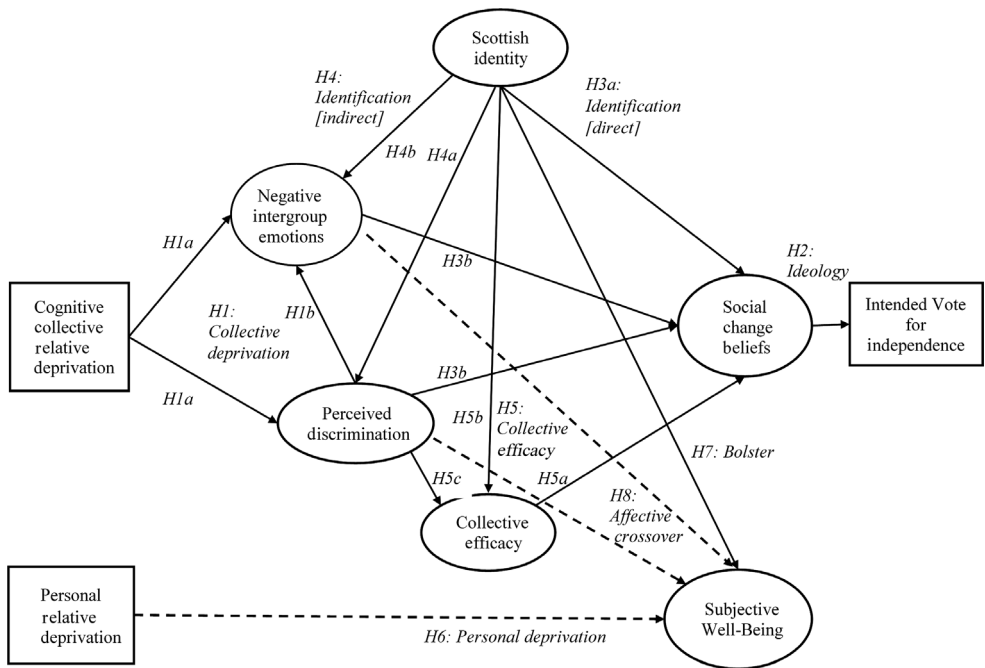 Scottish
identity
H4:
Identification
[indirect]
H3a:
Identification
[direct]
H4b
H4a
Negative
intergroup
emotions
H1a
H3b
H2:
Ideology
Cognitive
collective
relative
deprivation
H1:
Collective
deprivation
H1b
Social
change
beliefs
Intended Vote
for
independence
H3b
H1a
Perceived
discrimination
H5b
H5:
Collective
efficacy
H7: Bolster
H5c
H5a
H8:
Affective
crossover
Collective
efficacy
Personal
relative
deprivation
Subjective
Well-Being
H6: Personal deprivation